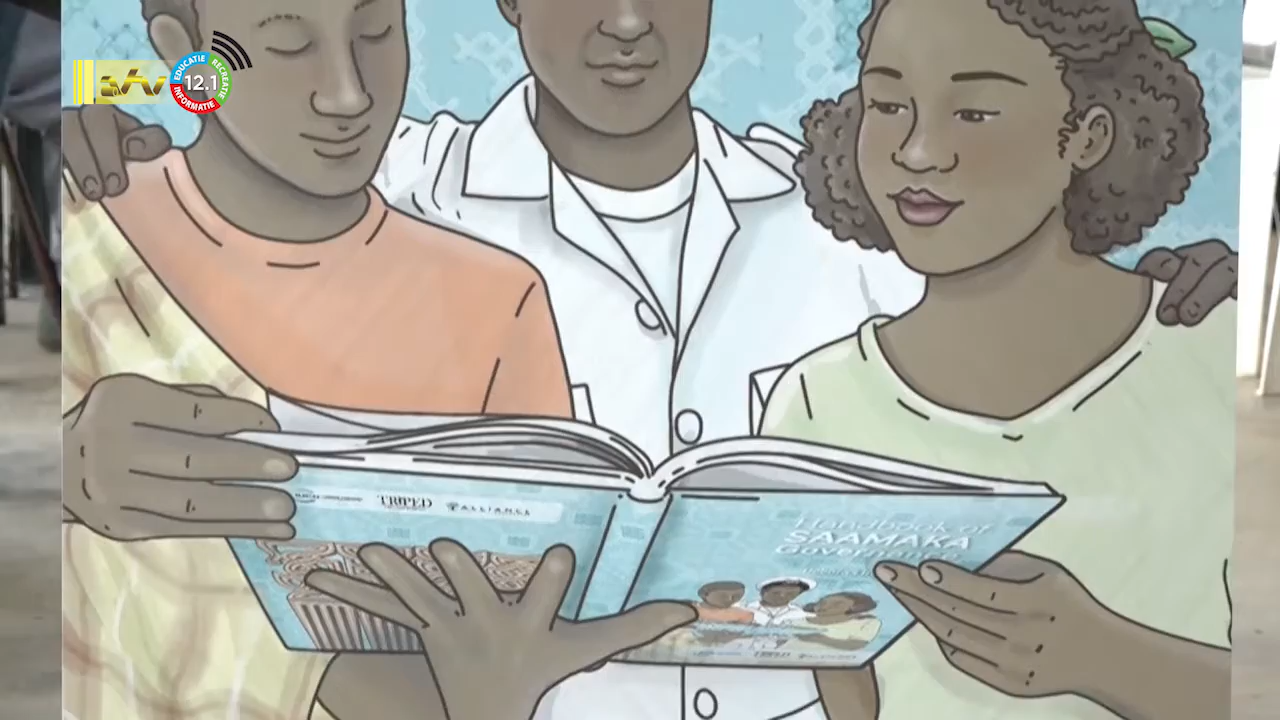 stv
EDUCATIE
RECREATIE
INFORMATIE
12.1
TRIPED
ALLIANCE
Handbook of
SAAMAKA
Governance